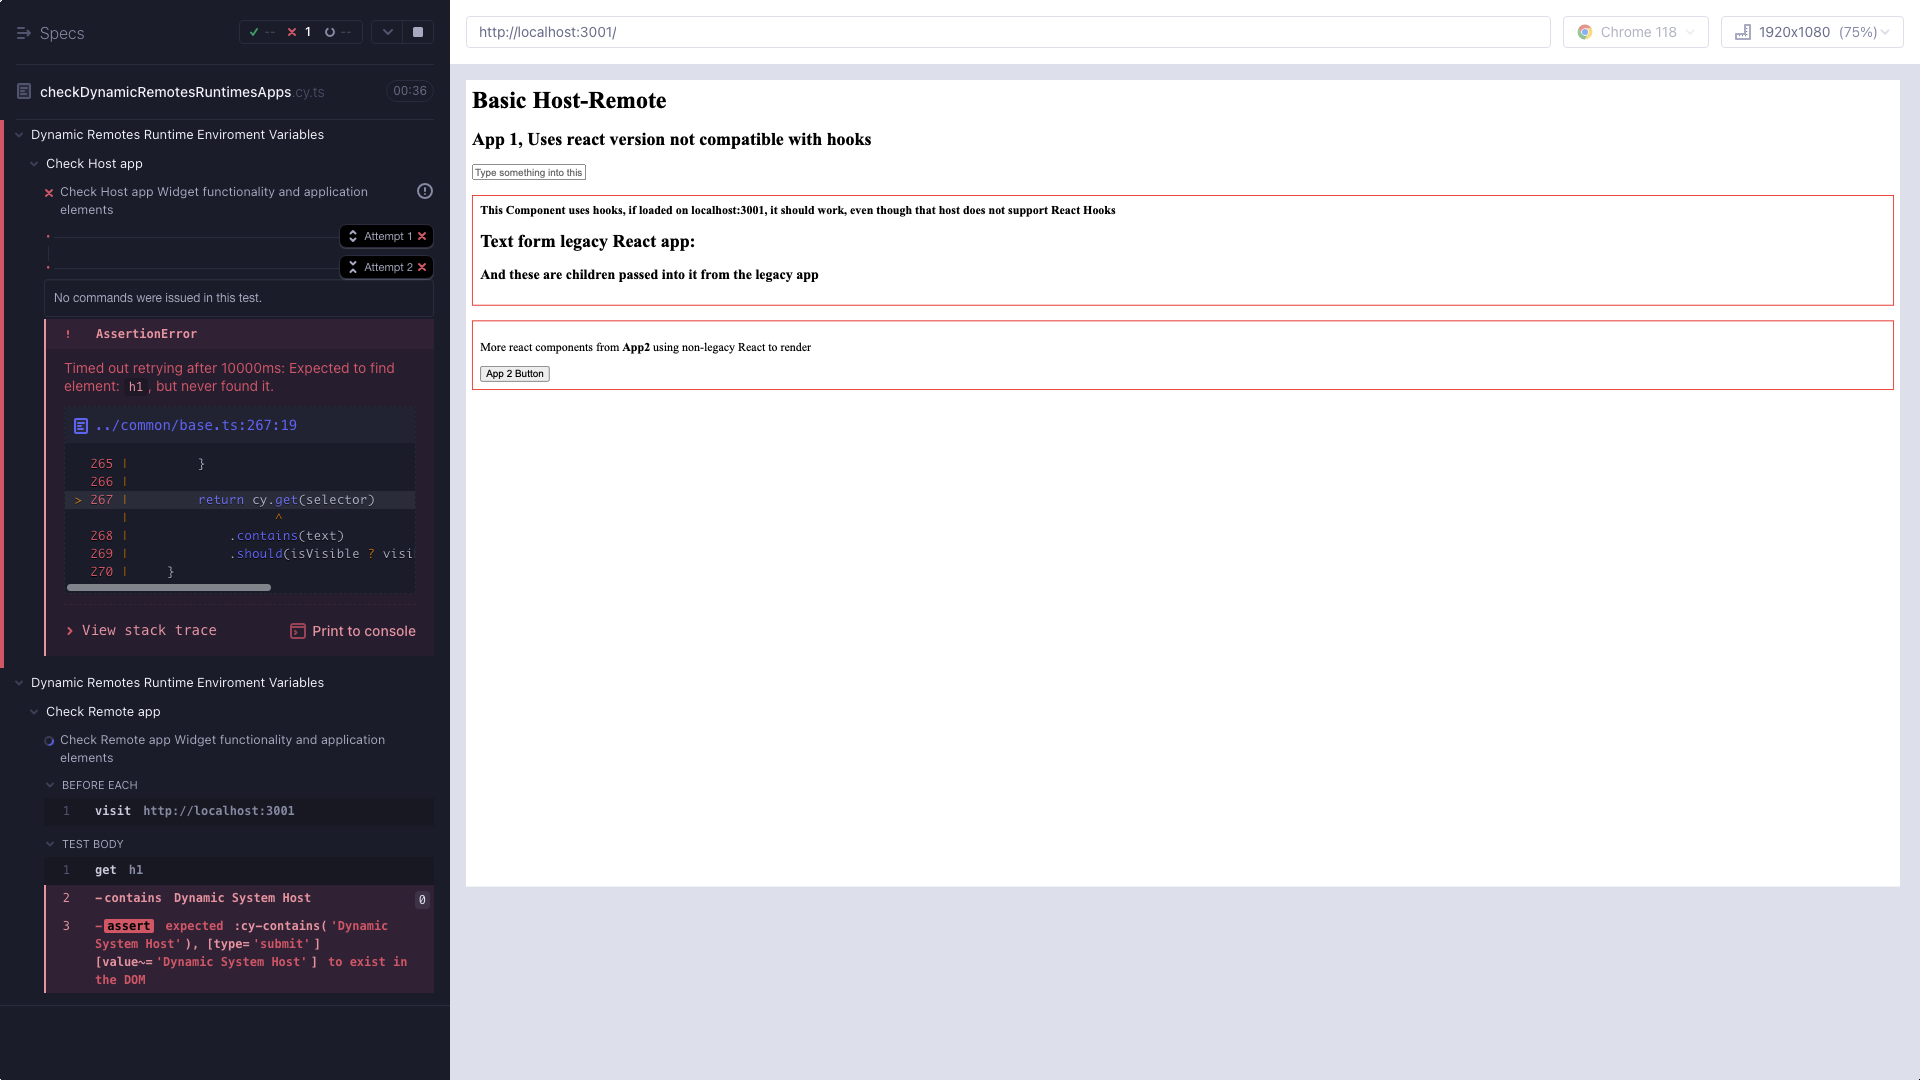 Specs
-- 1 --
checkDynamicRemotesRuntimesApps.cy.ts 00:36
Dynamic Remotes Runtime Enviroment Variables
Check Host app
Check Host app Widget functionality and application
elements
Attempt 1
Attempt 2
No commands were issued in this test.
! AssertionError
Timed out retrying after 10000ms: Expected to find
element: h1, but never found it.
../common/base.ts:267:19
265 | }
266 |
> 267 | return cy.get(selector)
| ^
268 | .contains(text)
269 | .should(isVisible ? visi
270 | }
> View stack trace
Print to console
Dynamic Remotes Runtime Enviroment Variables
Check Remote app
Check Remote app Widget functionality and application
elements
BEFORE EACH
1 visit http://localhost:3001
TEST BODY
1 get h1
2 -contains Dynamic System Host 0
3 -assert expected :cy-contains('Dynamic
System Host'), [type='submit']
[value~='Dynamic System Host'] to exist in
the DOM
http://localhost:3001/
Chrome 118
1920x1080 (75%)
Basic Host-Remote
App 1, Uses react version not compatible with hooks
Type something into this
This Component uses hooks, if loaded on localhost:3001, it should work, even though that host does not support React Hooks
Text form legacy React app:
And these are children passed into it from the legacy app
More react components from App2 using non-legacy React to render
App 2 Button